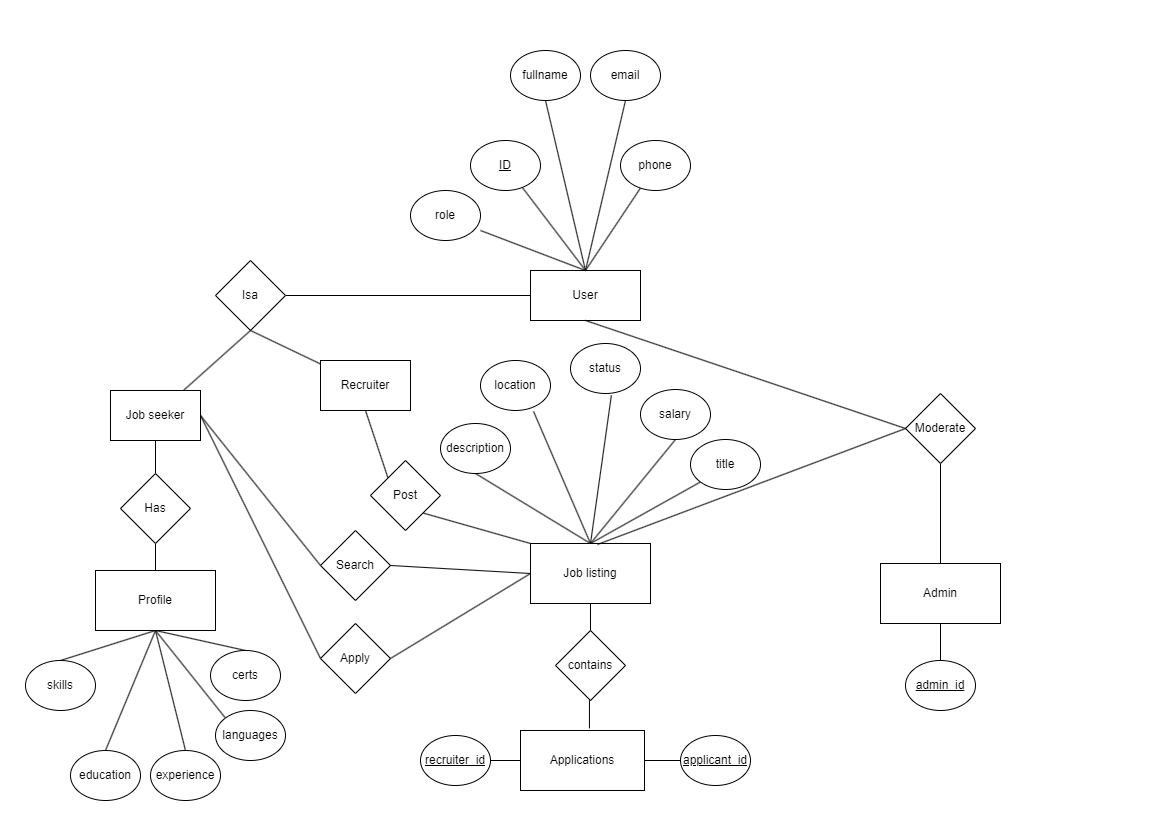 fullname
email
ID
phone
role
Isa
User
Recruiter
location
status
Job seeker
salary
Moderate
description
title
Has
Post
Search
Job listing
Profile
Admin
Apply
contains
skills
certs
admin_id
languages
education
experience
recruiter_id
Applications
applicant_id